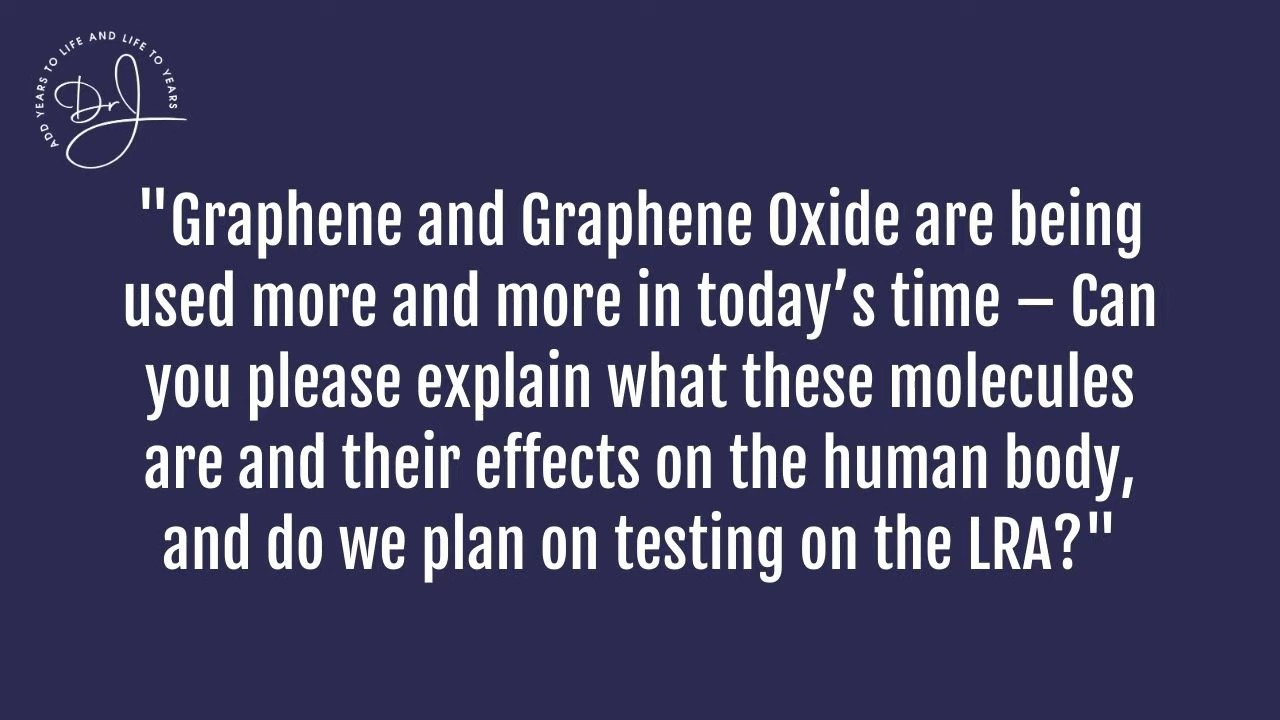 ADD YEARS TO LIFE AND LIFE TO YEARS
DrJ
"Graphene and Graphene Oxide are being
used more and more in today’s time – Can
you please explain what these molecules
are and their effects on the human body,
and do we plan on testing on the LRA?"